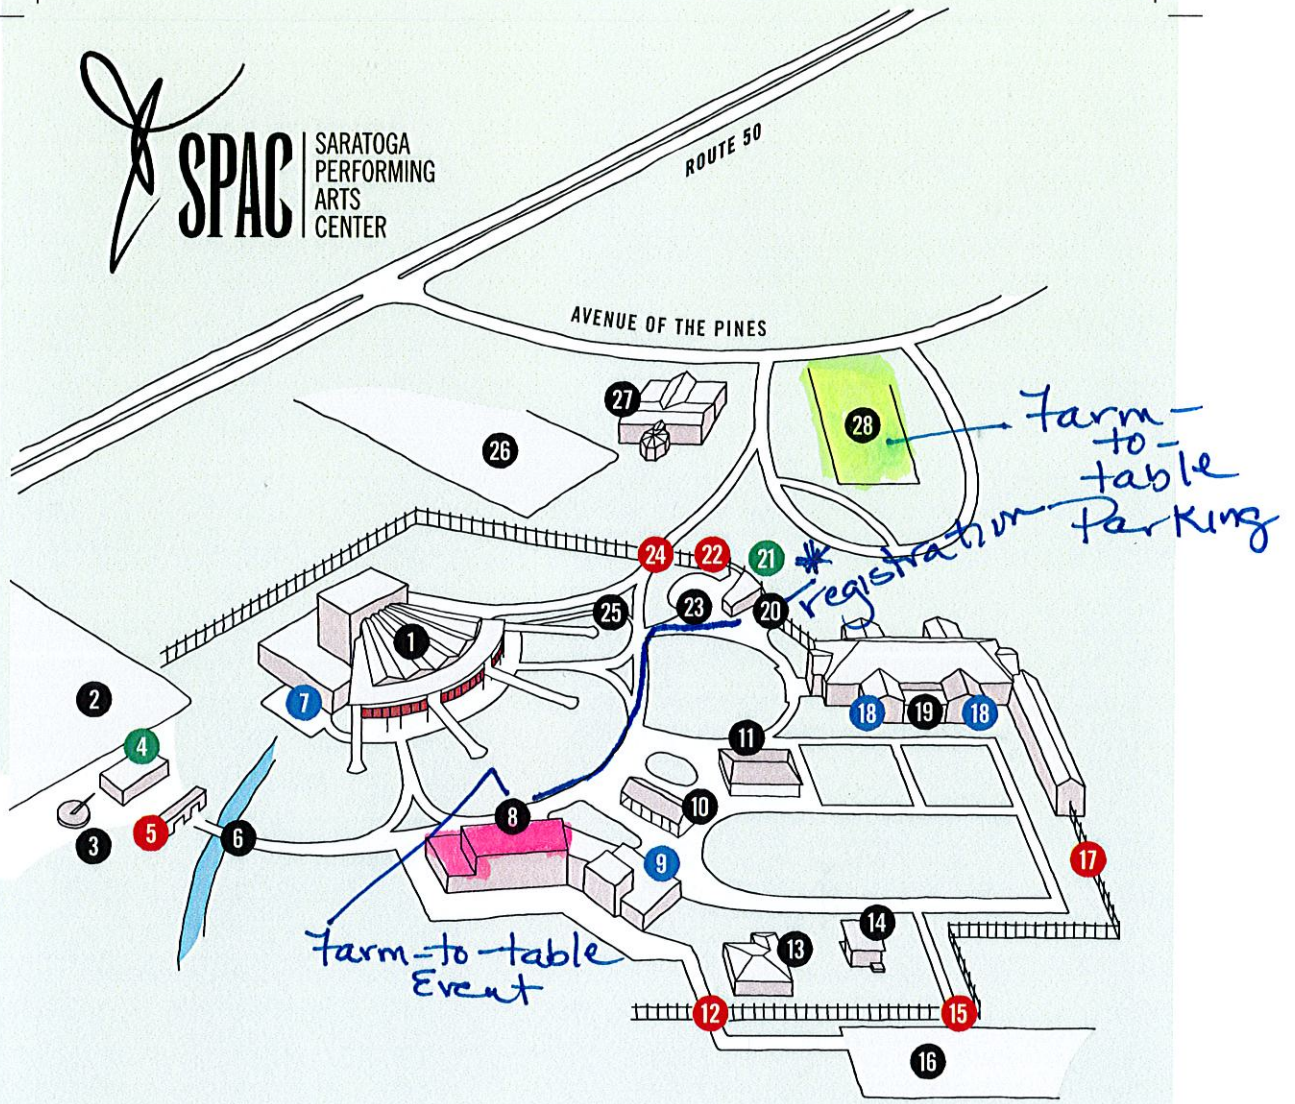 SPAC
SARATOGA
PERFORMING
ARTS
CENTER
ROUTE 50
AVENUE OF THE PINES
27
28
Farm-
to-
table
Parking
26
24
22
21
*
registration
25
23
20
1
2
7
18
19
18
4
11
10
8
3
5
6
9
17
14
13
Farm-to-table
Event
12
15
16